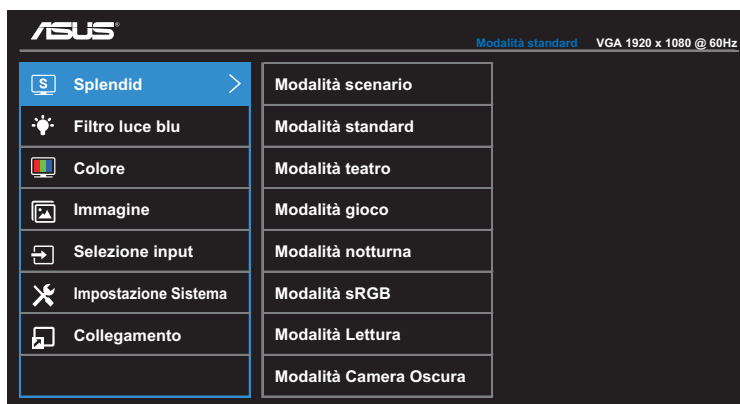 ASUS®
Modalità standard VGA 1920 x 1080 @ 60Hz
S Splendid
Filtro luce blu
Colore
Immagine
Selezione input
Impostazione Sistema
Collegamento
Modalità scenario
Modalità standard
Modalità teatro
Modalità gioco
Modalità notturna
Modalità sRGB
Modalità Lettura
Modalità Camera Oscura